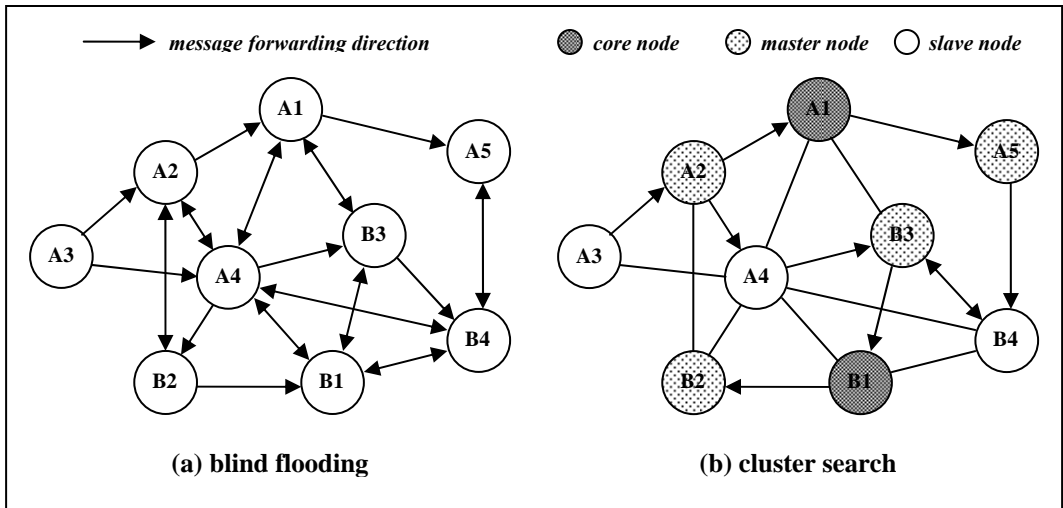 message forwarding direction
core node
master node
slave node
A1
A5
A2
B3
A3
A4
B4
B2
B1
(a) blind flooding
A1
A5
A2
B3
A3
A4
B4
B2
B1
(b) cluster search